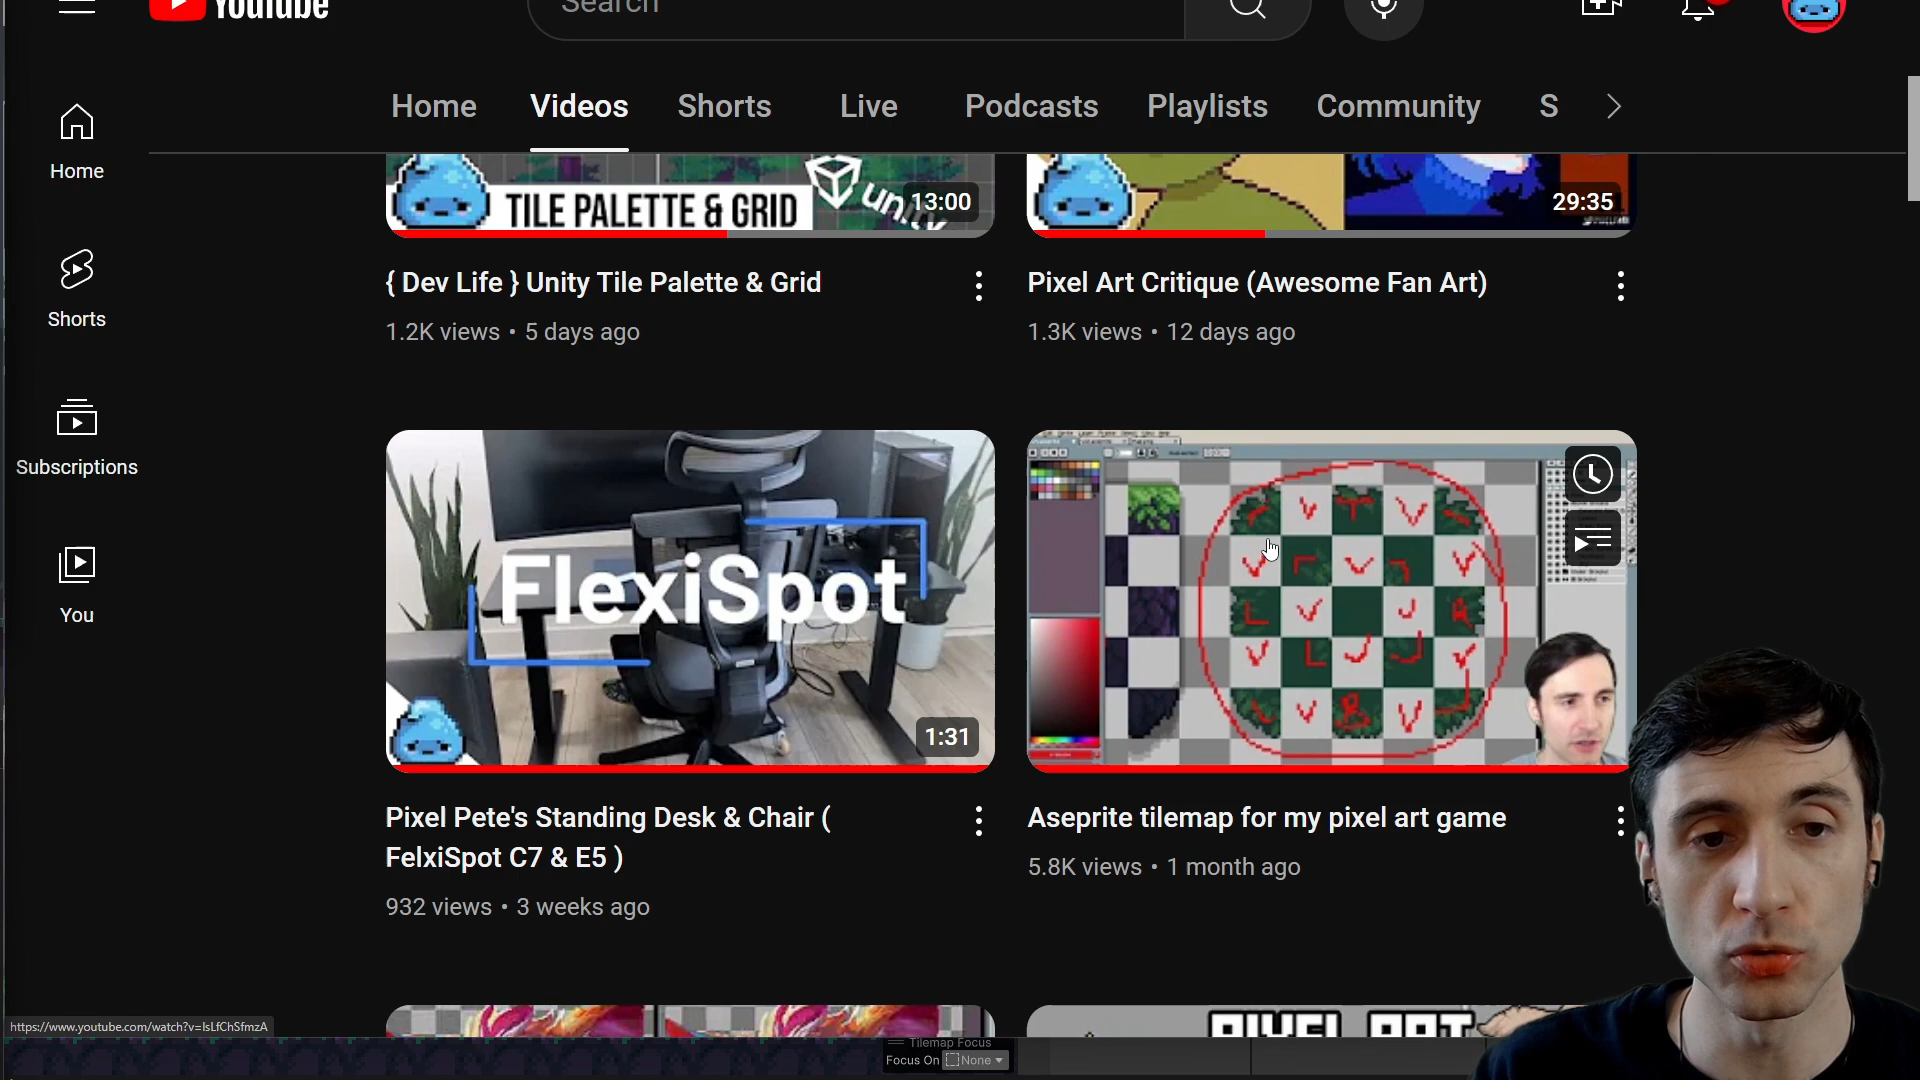 YouTube
Search
Home
Videos
Shorts
Live
Podcasts
Playlists
Community
S
Home
Shorts
Subscriptions
You
TILE PALETTE & GRID
unity
13:00
29:35
{ Dev Life } Unity Tile Palette & Grid
1.2K views • 5 days ago
Pixel Art Critique (Awesome Fan Art)
1.3K views • 12 days ago
FlexiSpot
1:31
Pixel Pete's Standing Desk & Chair (
FelxiSpot C7 & E5 )
932 views • 3 weeks ago
Aseprite tilemap for my pixel art game
5.8K views • 1 month ago
PIXEL ART
https://www.youtube.com/watch?v=IsLfChSfmzA
Tilemap Focus
Focus On
None